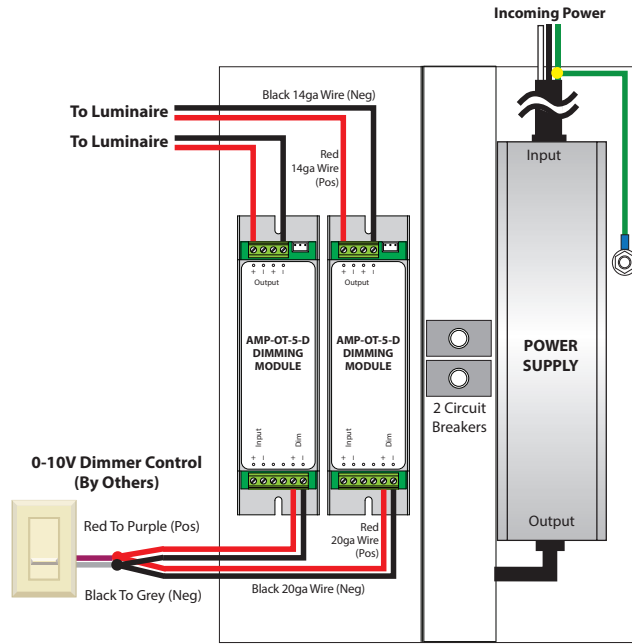 Incoming Power
Black 14ga Wire (Neg)
To Luminaire
To Luminaire
Red
14ga Wire
(Pos)
Input
+ – + –
Output
+ – + –
Output
AMP-OT-5-D
DIMMING
MODULE
AMP-OT-5-D
DIMMING
MODULE
POWER
SUPPLY
2 Circuit
Breakers
Input
+ –
Dim
+ –
Input
+ –
Dim
+ –
0-10V Dimmer Control
(By Others)
Red To Purple (Pos)
Red
20ga Wire
(Pos)
Output
Black To Grey (Neg)
Black 20ga Wire (Neg)